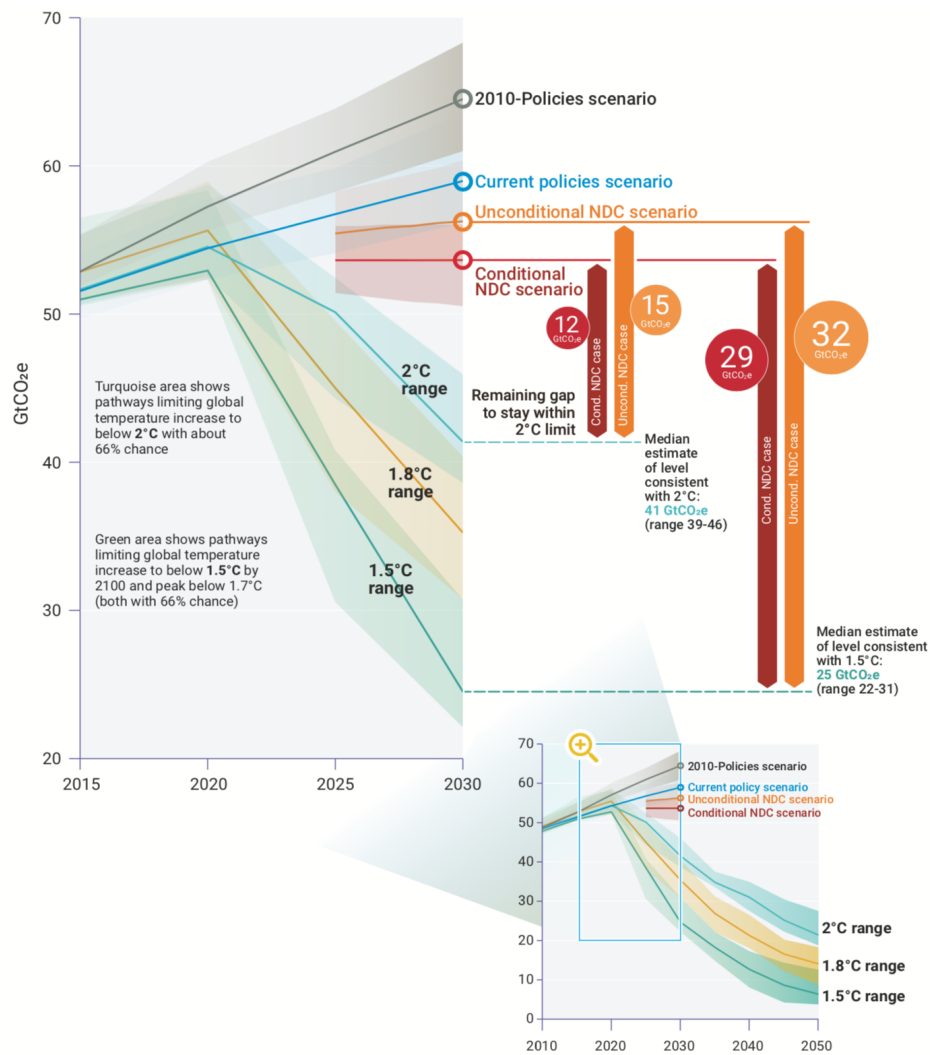 70
60
50
40
30
20
GtCO₂e
2015
2020
2025
2030
2010-Policies scenario
Current policies scenario
Unconditional NDC scenario
Conditional
NDC scenario
12
GtCO₂e
15
GtCO₂e
29
GtCO₂e
32
GtCO₂e
Cond. NDC case
Uncond. NDC case
Cond. NDC case
Uncond. NDC case
2°C
range
1.8°C
range
1.5°C
range
Turquoise area shows
pathways limiting global
temperature increase to
below 2°C with about
66% chance
Green area shows pathways
limiting global temperature
increase to below 1.5°C by
2100 and peak below 1.7°C
(both with 66% chance)
Remaining gap
to stay within
2°C limit
Median
estimate
of level
consistent
with 2°C:
41 GtCO₂e
(range 39-46)
Median estimate
of level consistent
with 1.5°C:
25 GtCO₂e
(range 22-31)
70
60
50
40
30
20
10
0
2010
2020
2030
2040
2050
2010-Policies scenario
Current policy scenario
Unconditional NDC scenario
Conditional NDC scenario
2°C range
1.8°C range
1.5°C range